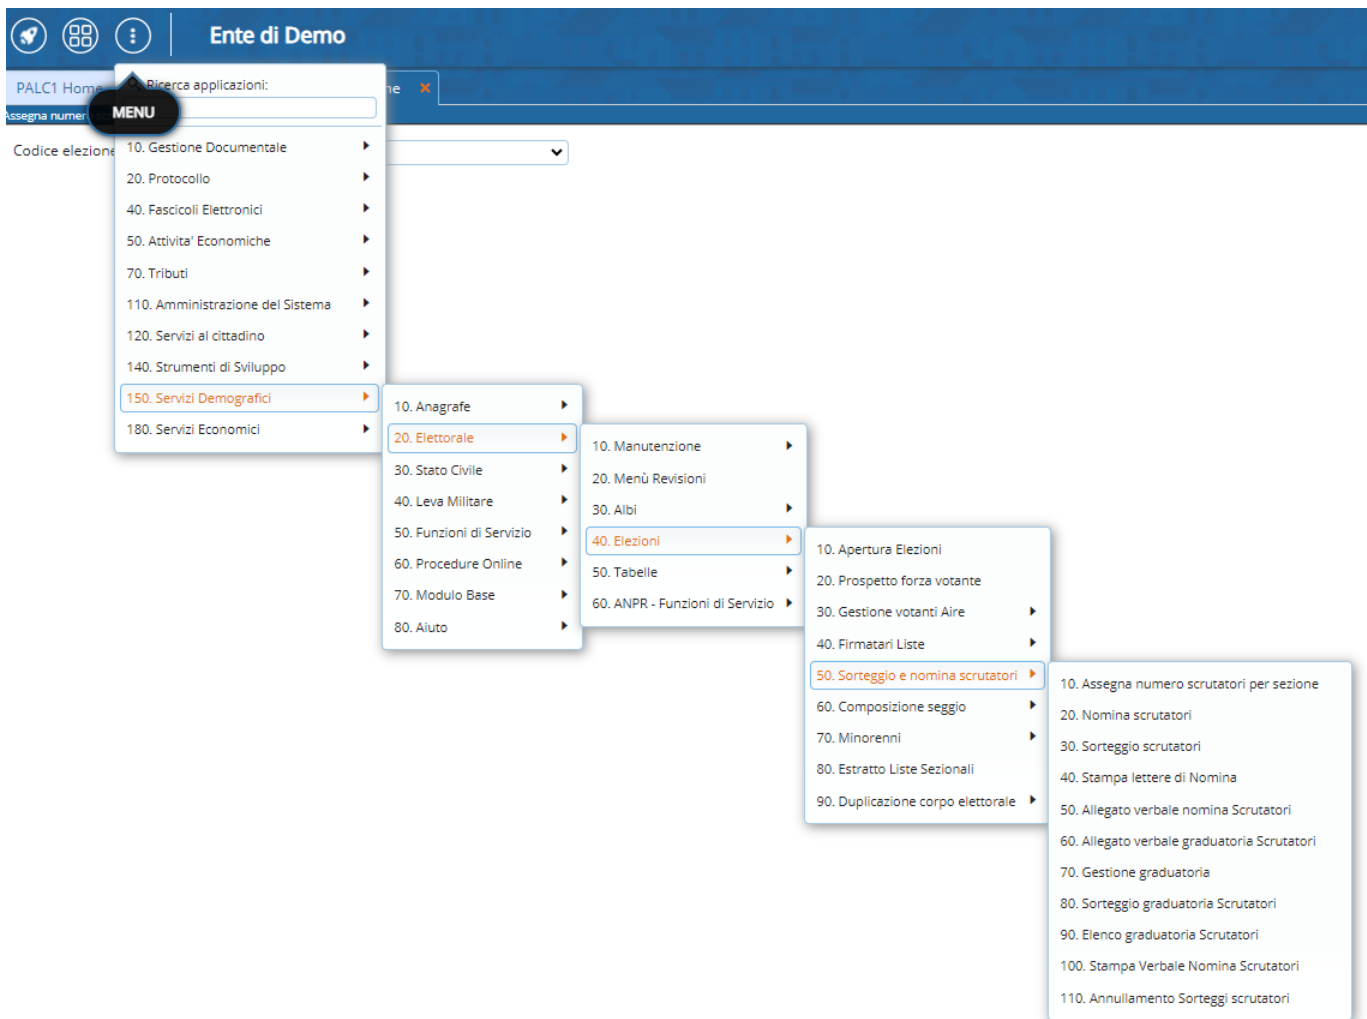 Ente di Demo
PALC1 Home
Ricerca applicazioni:
ne
MENU
Assegna numero
Codice elezione
10. Gestione Documentale
20. Protocollo
40. Fascicoli Elettronici
50. Attivita' Economiche
70. Tributi
110. Amministrazione del Sistema
120. Servizi al cittadino
140. Strumenti di Sviluppo
150. Servizi Demografici
180. Servizi Economici
10. Anagrafe
20. Elettorale
30. Stato Civile
40. Leva Militare
50. Funzioni di Servizio
60. Procedure Online
70. Modulo Base
80. Aiuto
10. Manutenzione
20. Menù Revisioni
30. Albi
40. Elezioni
50. Tabelle
60. ANPR - Funzioni di Servizio
10. Apertura Elezioni
20. Prospetto forza votante
30. Gestione votanti Aire
40. Firmatari Liste
50. Sorteggio e nomina scrutatori
60. Composizione seggio
70. Minorenni
80. Estratto Liste Sezionali
90. Duplicazione corpo elettorale
10. Assegna numero scrutatori per sezione
20. Nomina scrutatori
30. Sorteggio scrutatori
40. Stampa lettere di Nomina
50. Allegato verbale nomina Scrutatori
60. Allegato verbale graduatoria Scrutatori
70. Gestione graduatoria
80. Sorteggio graduatoria Scrutatori
90. Elenco graduatoria Scrutatori
100. Stampa Verbale Nomina Scrutatori
110. Annullamento Sorteggi scrutatori